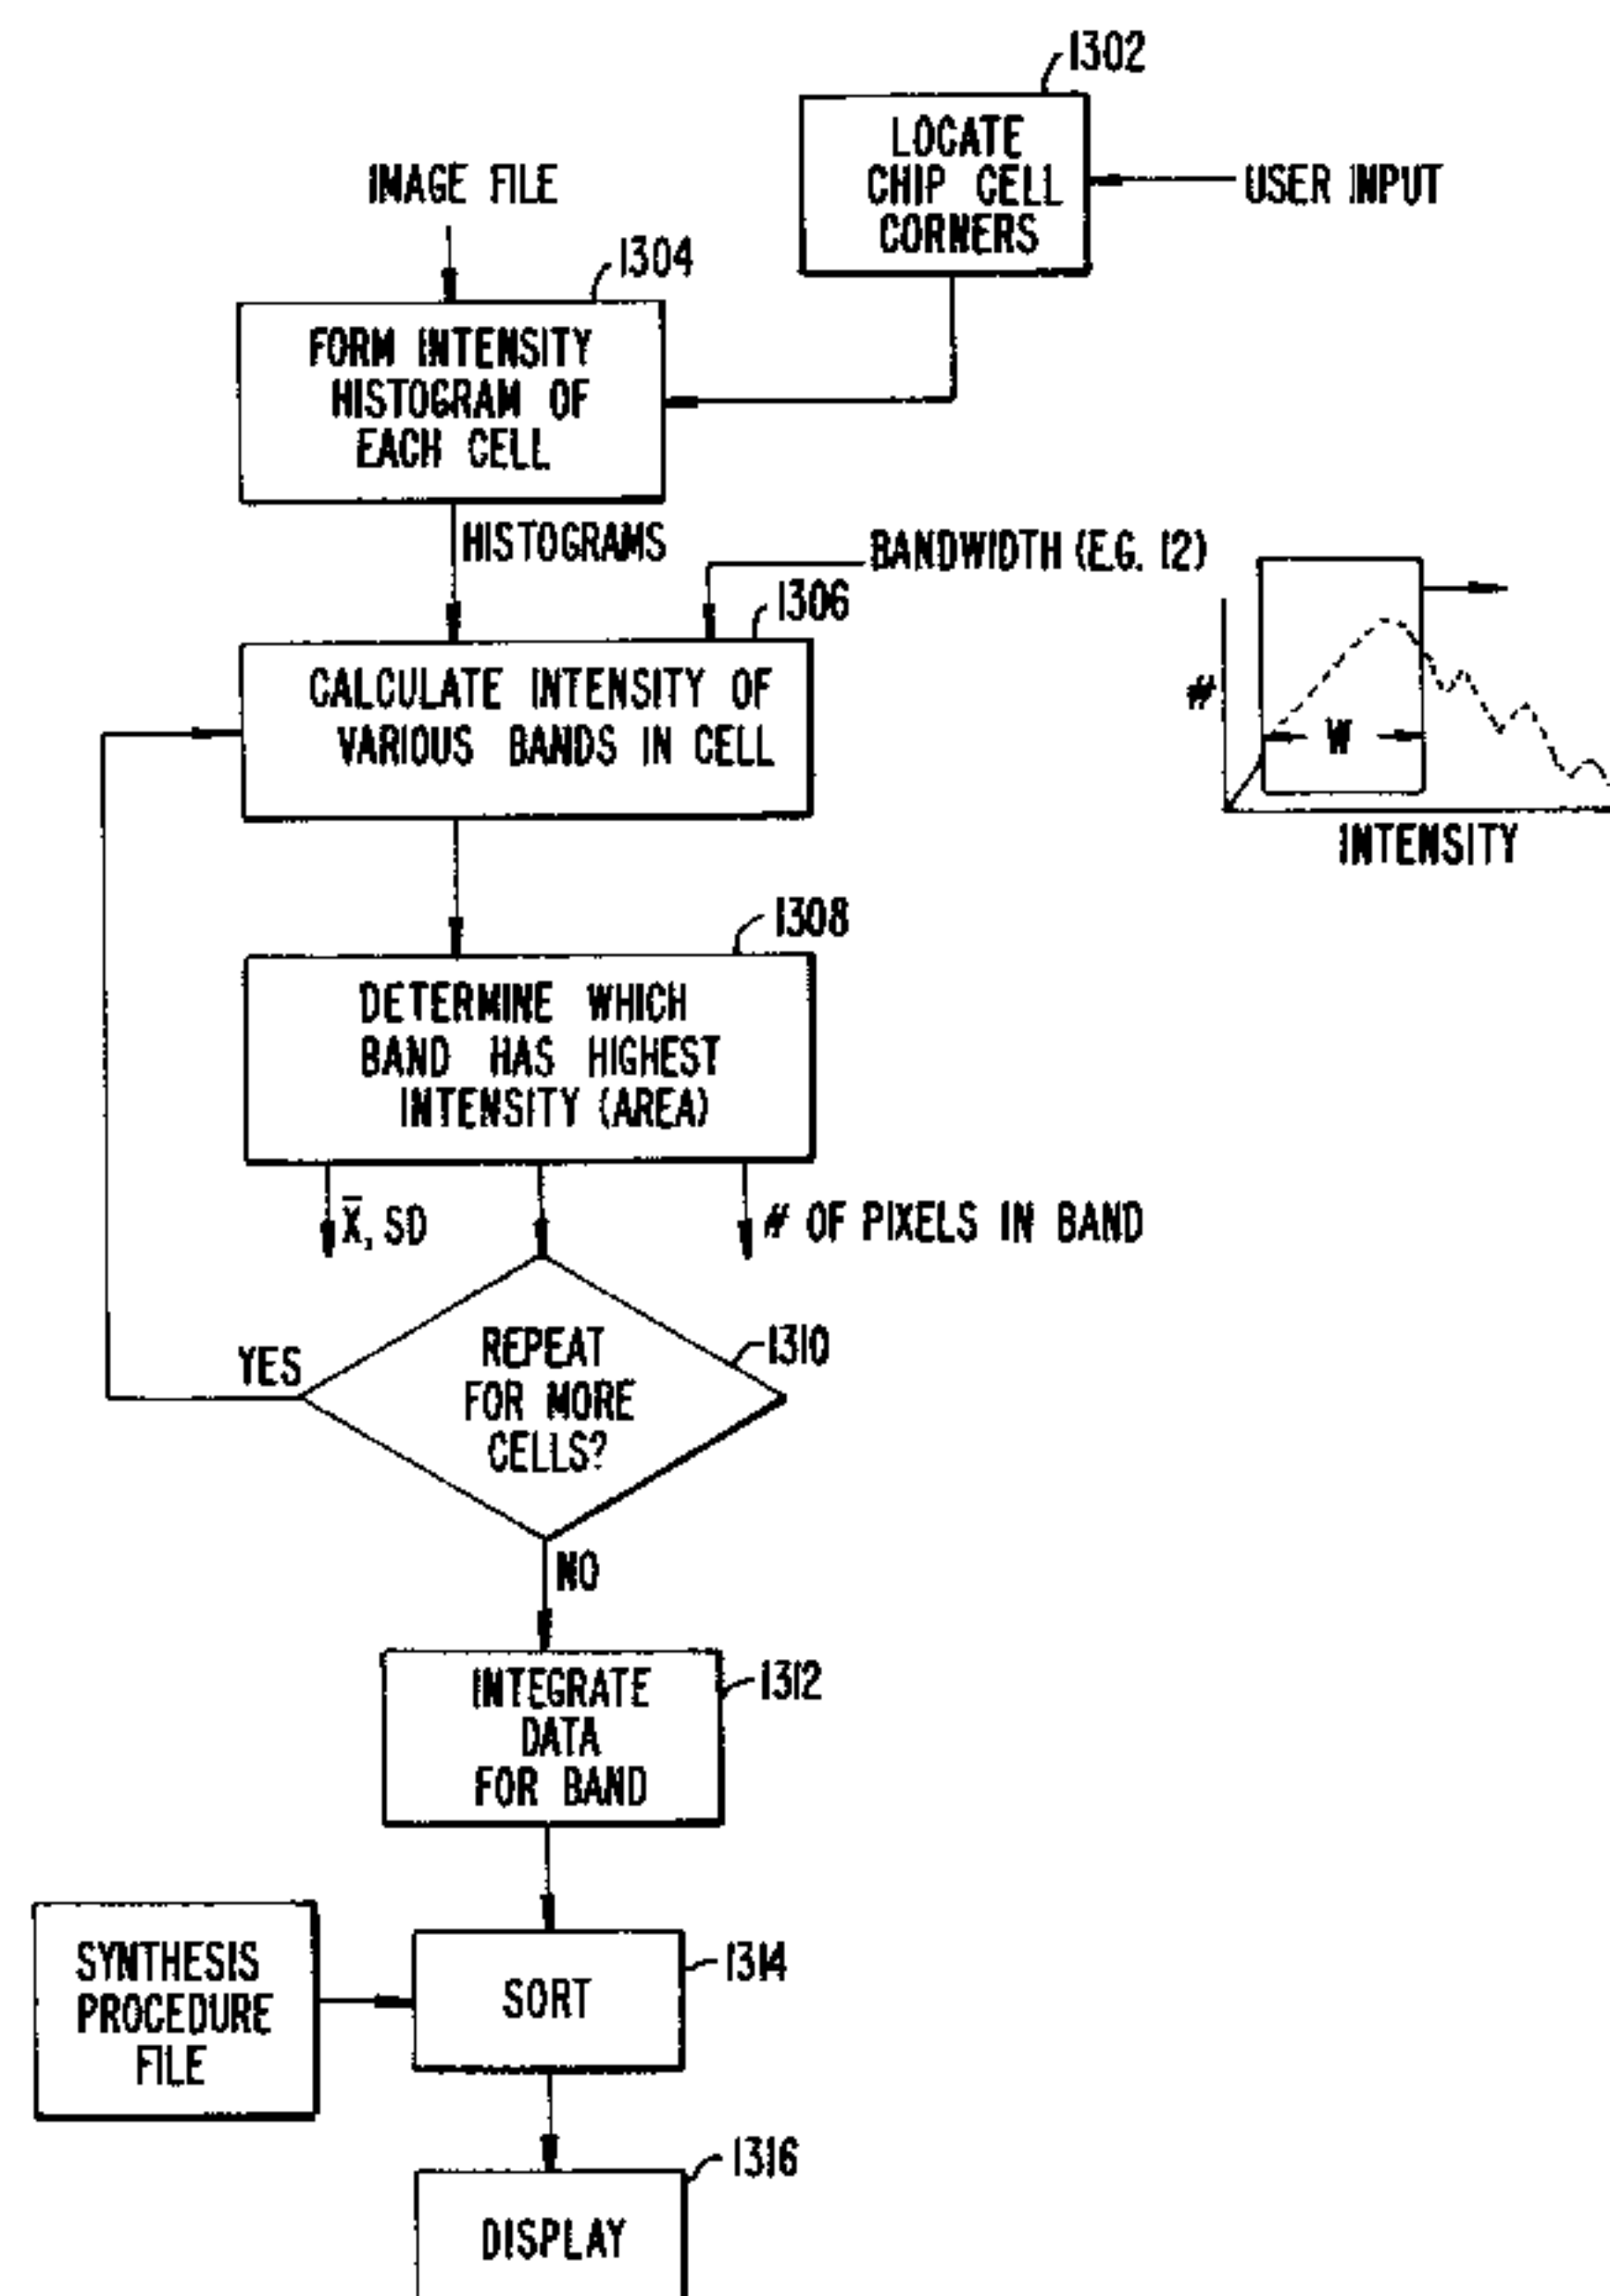 1302
LOCATE
CHIP CELL
CORNERS
USER INPUT
IMAGE FILE
1304
FORM INTENSITY
HISTOGRAM OF
EACH CELL
HISTOGRAMS
BANDWIDTH (E.G. 12)
1306
CALCULATE INTENSITY OF
VARIOUS BANDS IN CELL
#
W
INTENSITY
1308
DETERMINE WHICH
BAND HAS HIGHEST
INTENSITY (AREA)
X̅, SD
# OF PIXELS IN BAND
1310
REPEAT
FOR MORE
CELLS?
YES
NO
1312
INTEGRATE
DATA
FOR BAND
SYNTHESIS
PROCEDURE
FILE
1314
SORT
1316
DISPLAY